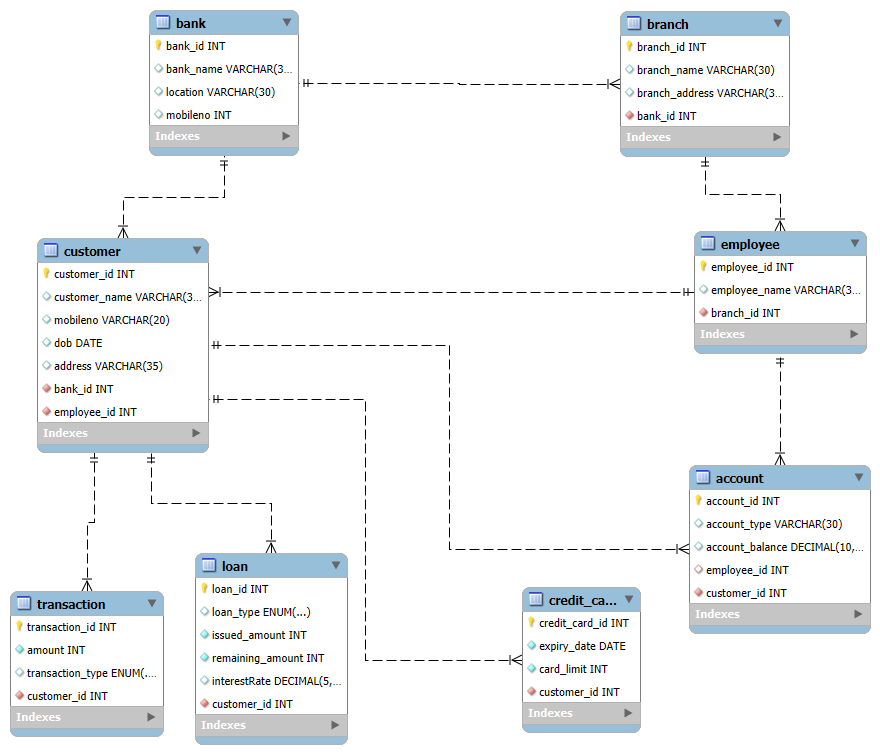 bank
bank_id INT
bank_name VARCHAR(3...
location VARCHAR(30)
mobileno INT
Indexes
branch
branch_id INT
branch_name VARCHAR(30)
branch_address VARCHAR(3...
bank_id INT
Indexes
customer
customer_id INT
customer_name VARCHAR(3...
mobileno VARCHAR(20)
dob DATE
address VARCHAR(35)
bank_id INT
employee_id INT
Indexes
employee
employee_id INT
employee_name VARCHAR(3...
branch_id INT
Indexes
account
account_id INT
account_type VARCHAR(30)
account_balance DECIMAL(10,...
employee_id INT
customer_id INT
Indexes
transaction
transaction_id INT
amount INT
transaction_type ENUM(...
customer_id INT
Indexes
loan
loan_id INT
loan_type ENUM(...)
issued_amount INT
remaining_amount INT
interestRate DECIMAL(5,...
customer_id INT
Indexes
credit_ca...
credit_card_id INT
expiry_date DATE
card_limit INT
customer_id INT
Indexes